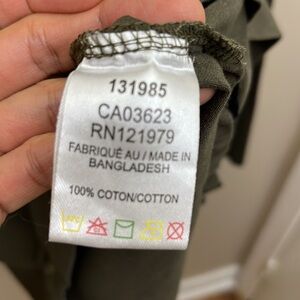 131985
CA03623
RN121979
FABRIQUÉ AU / MADE IN
BANGLADESH
100% COTON/COTTON